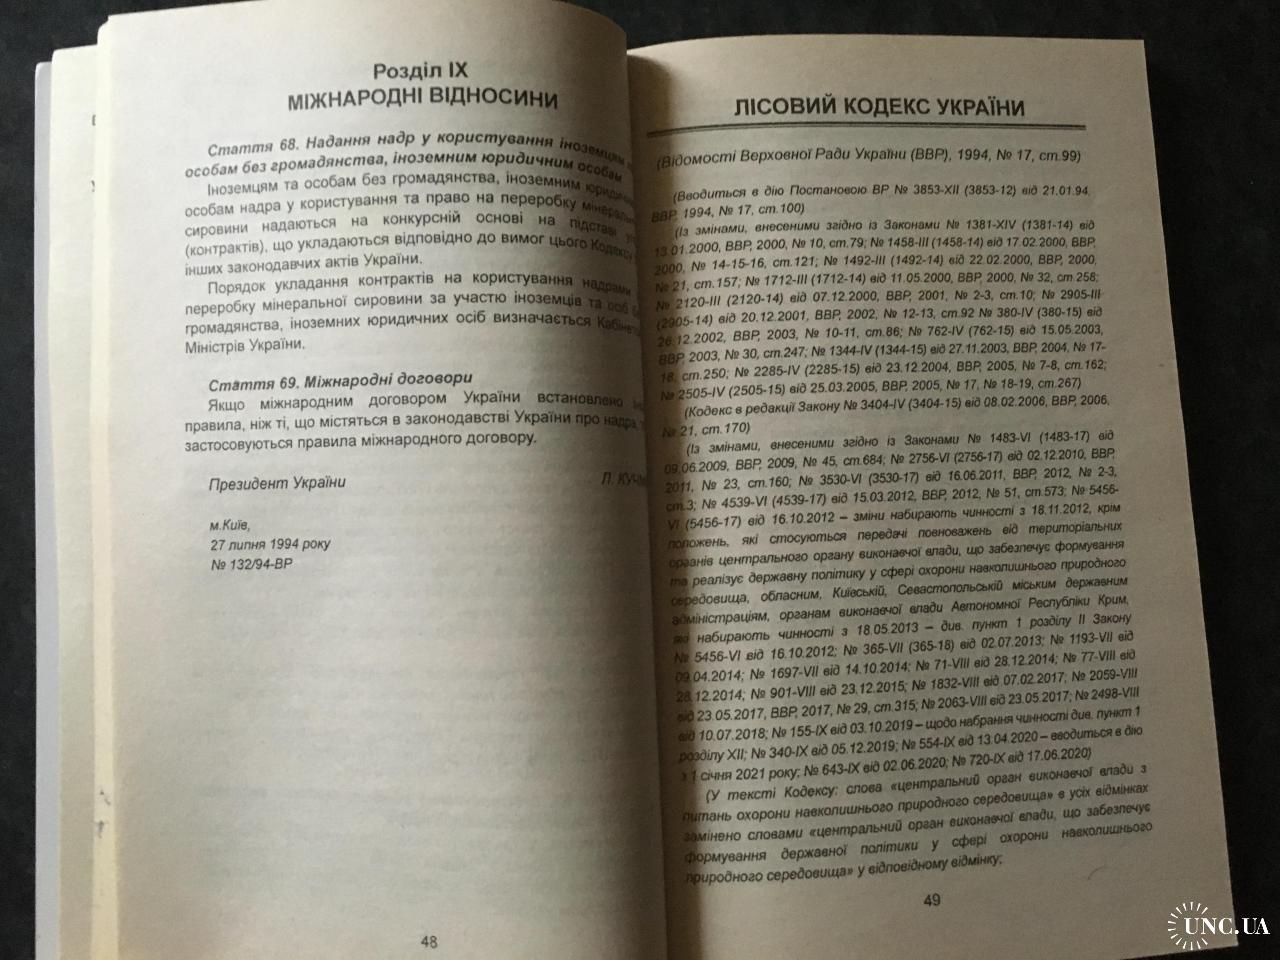 Розділ IX
МІЖНАРОДНІ ВІДНОСИНИ
Стаття 68. Надання надр у користування іноземцям
особам без громадянства, іноземним юридичним особам
Іноземцям та особам без громадянства, іноземним
особам надра у користування та право на переробку
сировини надаються на конкурсній основі на підставі
(контрактів), що укладаються відповідно до вимог цього Кодексу
інших законодавчих актів України.
Порядок укладання контрактів на користування надрами
переробку мінеральної сировини за участю іноземців та осіб
громадянства, іноземних юридичних осіб визначається
Міністрів України.
Стаття 69. Міжнародні договори
Якщо міжнародним договором України встановлено
правила, ніж ті, що містяться в законодавстві України про надра,
застосовуються правила міжнародного договору.
Президент України Л. КУЧМА
м.Київ,
27 липня 1994 року
№ 132/94-ВР
48
ЛІСОВИЙ КОДЕКС УКРАЇНИ
(Відомості Верховної Ради України (ВВР), 1994, № 17, ст.99)
(Вводиться в дію Постановою ВР № 3853-XII (3853-12) від 21.01.94,
ВВР, 1994, № 17, ст.100)
(Із змінами, внесеними згідно із Законами № 1381-XIV (1381-14) від
13.01.2000, ВВР, 2000, № 10, ст.79; № 1458-III (1458-14) від 17.02.2000, ВВР,
2000, № 14-15-16, ст.121; № 1492-III (1492-14) від 22.02.2000, ВВР, 2000,
№ 21, ст.157; № 1712-III (1712-14) від 11.05.2000, ВВР, 2000, № 32, ст.258;
№ 2120-III (2120-14) від 07.12.2000, ВВР, 2001, № 2-3, ст.10; № 2905-III
(2905-14) від 20.12.2001, ВВР, 2002, № 12-13, ст.92 № 380-IV (380-15) від
26.12.2002, ВВР, 2003, № 10-11, ст.86; № 762-IV (762-15) від 15.05.2003,
ВВР, 2003, № 30, ст.247; № 1344-IV (1344-15) від 27.11.2003, ВВР, 2004, № 17-
18, ст.250; № 2285-IV (2285-15) від 23.12.2004, ВВР, 2005, № 7-8, ст.162;
№ 2505-IV (2505-15) від 25.03.2005, ВВР, 2005, № 17, № 18-19, ст.267)
(Кодекс в редакції Закону № 3404-IV (3404-15) від 08.02.2006, ВВР, 2006,
№ 21, ст.170)
(Із змінами, внесеними згідно із Законами № 1483-VI (1483-17) від
09.06.2009, ВВР, 2009, № 45, ст.684; № 2756-VI (2756-17) від 02.12.2010, ВВР,
2011, № 23, ст.160; № 3530-VI (3530-17) від 16.06.2011, ВВР, 2012, № 2-3,
ст.3; № 4539-VI (4539-17) від 15.03.2012, ВВР, 2012, № 51, ст.573; № 5456-
VI (5456-17) від 16.10.2012 – зміни набирають чинності з 18.11.2012, крім
положень, які стосуються передачі повноважень від територіальних
органів центрального органу виконавчої влади, що забезпечує формування
та реалізує державну політику у сфері охорони навколишнього природного
середовища, обласним, Київській, Севастопольській міським державним
адміністраціям, органам виконавчої влади Автономної Республіки Крим,
які набирають чинності з 18.05.2013 – див. пункт 1 розділу II Закону
№ 5456-VI від 16.10.2012; № 365-VII (365-18) від 02.07.2013; № 1193-VII від
09.04.2014; № 1697-VII від 14.10.2014; № 71-VIII від 28.12.2014; № 77-VIII від
28.12.2014; № 901-VIII від 23.12.2015; № 1832-VIII від 07.02.2017; № 2059-VIII
від 23.05.2017, ВВР, 2017, № 29, ст.315; № 2063-VIII від 23.05.2017; № 2498-VIII
від 10.07.2018; № 155-IX від 03.10.2019 – щодо набрання чинності див. пункт 1
розділу XII; № 340-IX від 05.12.2019; № 554-IX від 13.04.2020 – вводиться в дію
з 1 січня 2021 року; № 643-IX від 02.06.2020; № 720-IX від 17.06.2020)
(У тексті Кодексу: слова «центральний орган виконавчої влади з
питань охорони навколишнього природного середовища» в усіх відмінках
замінено словами «центральний орган виконавчої влади, що забезпечує
формування державної політики у сфері охорони навколишнього
природного середовища» у відповідному відмінку;
49
UNC.UA